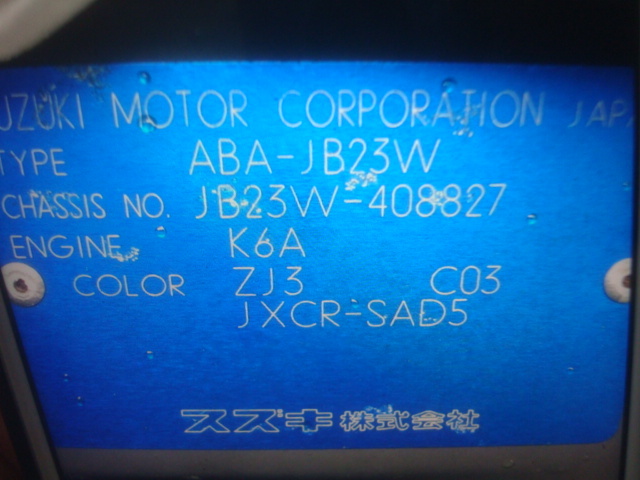 UZUKI MOTOR CORPORATION JAPA
TYPE ABA-JB23W
CHASSIS NO. JB23W-408827
ENGINE K6A
COLOR ZJ3 C03
JXCR-SAD5
スズキ株式会社